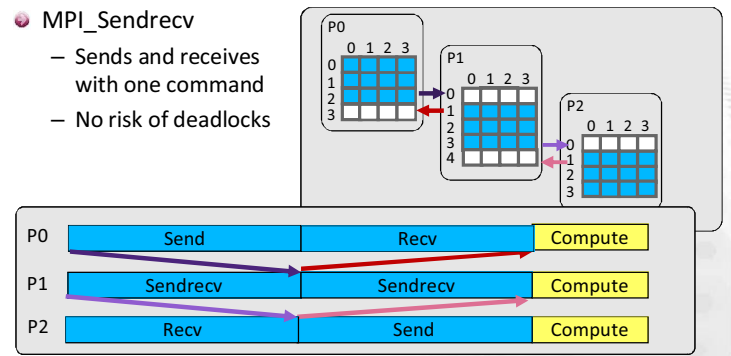 MPI_Sendrecv
– Sends and receives
with one command
– No risk of deadlocks
P0
0 1 2 3
0
1
2
3
P1
0 1 2 3
0
1
2
3
4
P2
0 1 2 3
0
1
2
3
P0 Send Recv Compute
P1 Sendrecv Sendrecv Compute
P2 Recv Send Compute